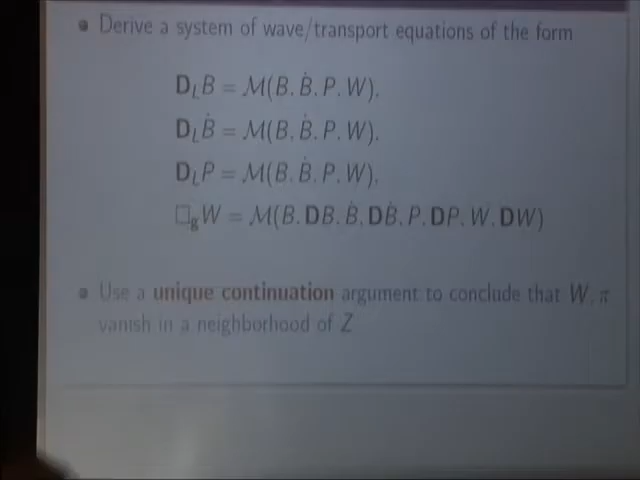 • Derive a system of wave/transport equations of the form
D_L B = ℳ(B, Ḃ, P, W),
D_L Ḃ = ℳ(B, Ḃ, P, W),
D_L P = ℳ(B, Ḃ, P, W),
□_g W = ℳ(B, DB, Ḃ, DḂ, P, DP, W, DW)
• Use a unique continuation argument to conclude that W, π
vanish in a neighborhood of Z